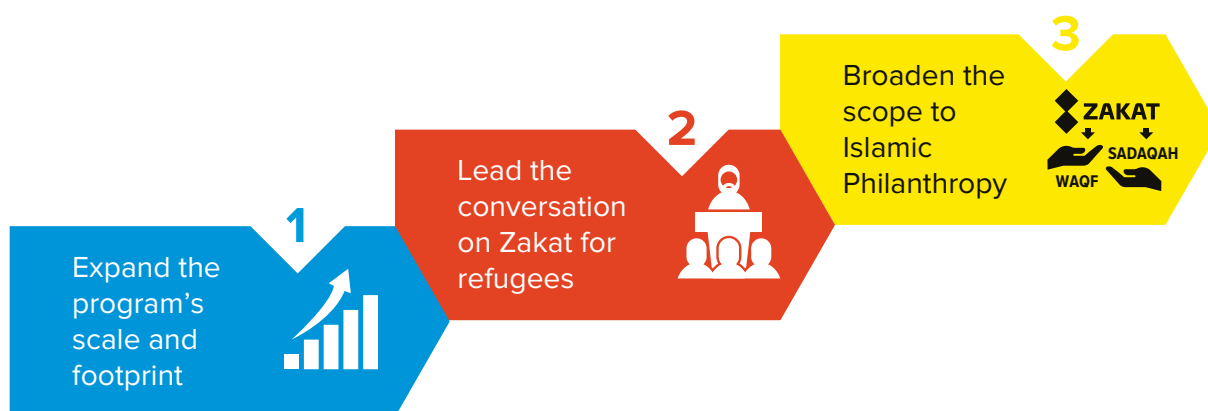 1
Expand the
program’s
scale and
footprint
2
Lead the
conversation
on Zakat for
refugees
3
Broaden the
scope to
Islamic
Philanthropy
ZAKAT
SADAQAH
WAQF